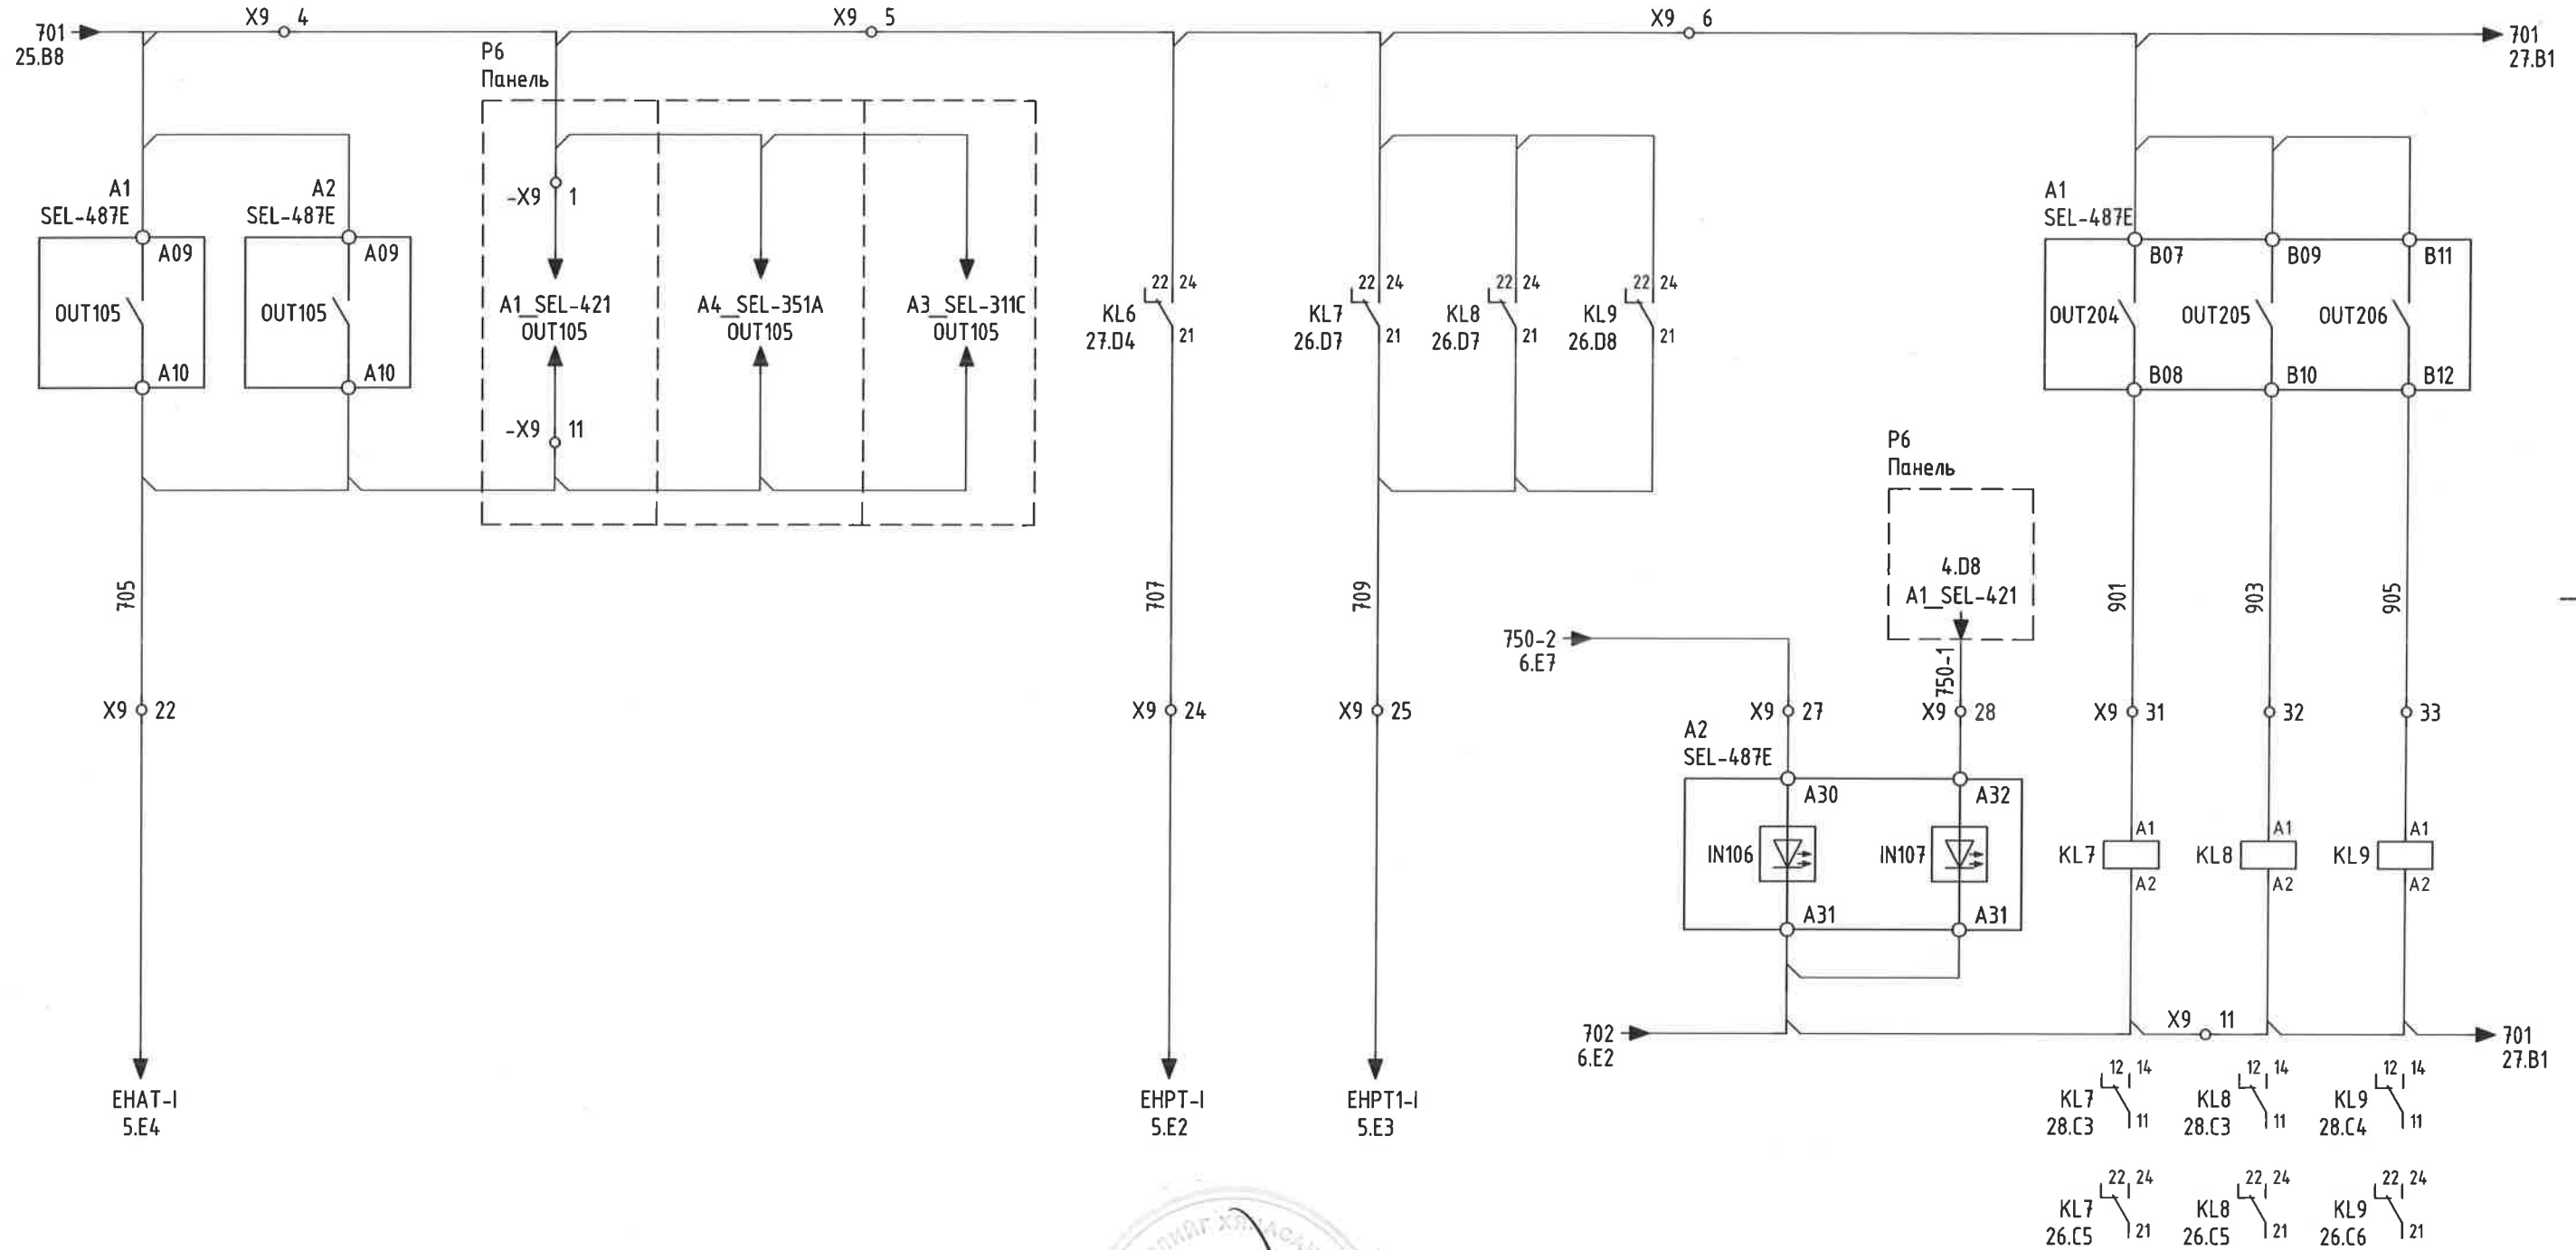 X9 4
X9 5
X9 6
701
25.B8
701
27.B1
P6
Панель
A1
SEL-487E
A09
OUT105
A10
A2
SEL-487E
A09
OUT105
A10
-X9 1
A1_SEL-421
OUT105
-X9 11
A4_SEL-351A
OUT105
A3_SEL-311C
OUT105
22 24
KL6
27.D4
21
22 24
KL7
26.D7
21
22 24
KL8
26.D7
21
22 24
KL9
26.D8
21
A1
SEL-487E
B07
B09
B11
OUT204
OUT205
OUT206
B08
B10
B12
P6
Панель
4.D8
A1_SEL-421
705
707
709
750-2
6.E7
750-1
901
903
905
X9 22
X9 24
X9 25
X9 27
X9 28
X9 31
32
33
A2
SEL-487E
A30
A32
IN106
IN107
A31
A31
A1
KL7
A2
A1
KL8
A2
A1
KL9
A2
702
6.E2
X9 11
701
27.B1
EHAT-I
5.E4
EHPT-I
5.E2
EHPT1-I
5.E3
12 14
KL7
28.C3
11
12 14
KL8
28.C3
11
12 14
KL9
28.C4
11
22 24
KL7
26.C5
21
22 24
KL8
26.C5
21
22 24
KL9
26.C6
21